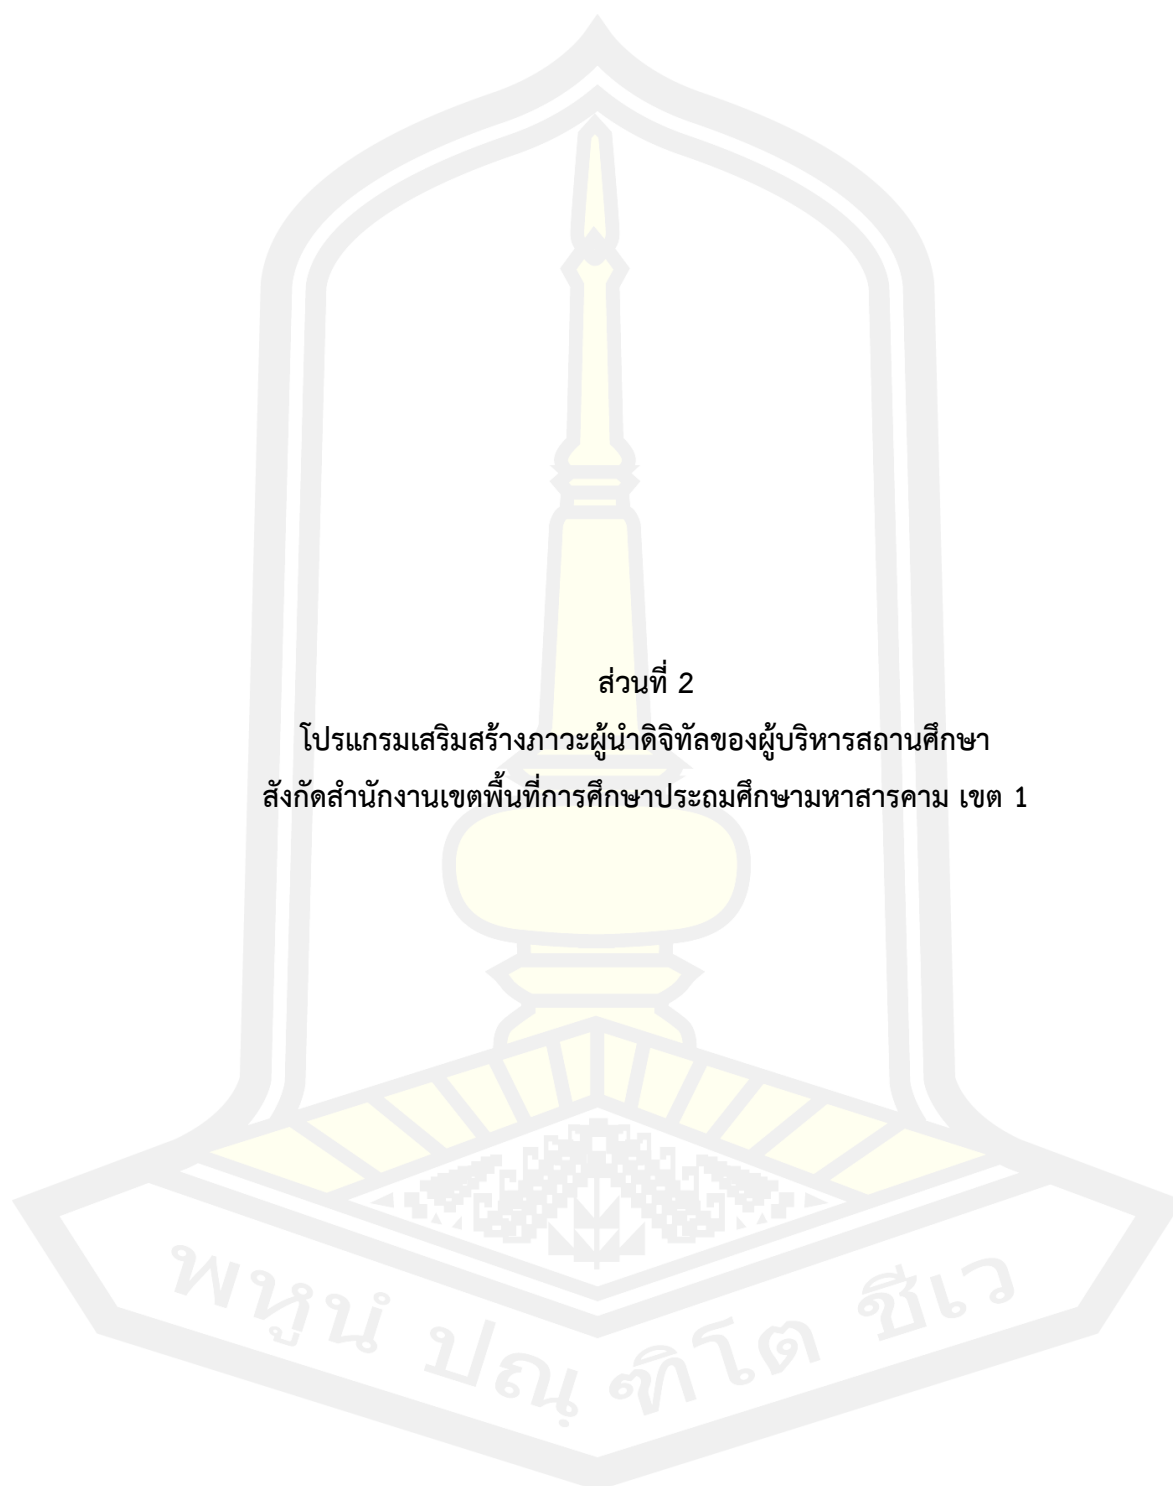 ส่วนที่ 2
โปรแกรมเสริมสร้างภาวะผู้นำดิจิทัลของผู้บริหารสถานศึกษา
สังกัดสำนักงานเขตพื้นที่การศึกษาประถมศึกษามหาสารคาม เขต 1
พหูนํ ปณฺฑิโต ชีเว